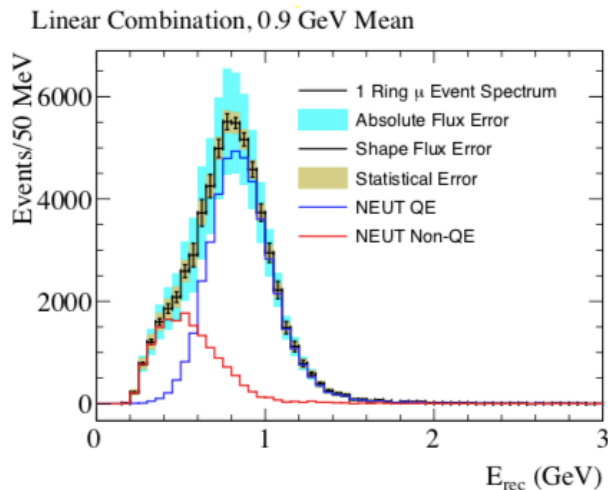 Linear Combination, 0.9 GeV Mean
Events/50 MeV
6000
4000
2000
0
1 Ring μ Event Spectrum
Absolute Flux Error
Shape Flux Error
Statistical Error
NEUT QE
NEUT Non-QE
0 1 2 3
E_rec (GeV)